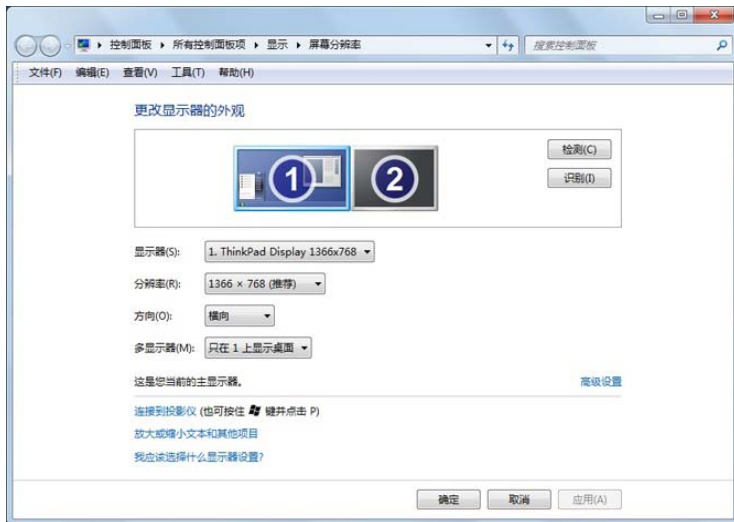 控制面板 ▸ 所有控制面板项 ▸ 显示 ▸ 屏幕分辨率
搜索控制面板
文件(F) 编辑(E) 查看(V) 工具(T) 帮助(H)
更改显示器的外观
1
2
检测(C)
识别(I)
显示器(S): 1. ThinkPad Display 1366x768
分辨率(R): 1366 × 768 (推荐)
方向(O): 横向
多显示器(M): 只在 1 上显示桌面
这是您当前的主显示器。 高级设置
连接到投影仪 (也可按住 键并点击 P)
放大或缩小文本和其他项目
我应该选择什么显示器设置?
确定 取消 应用(A)